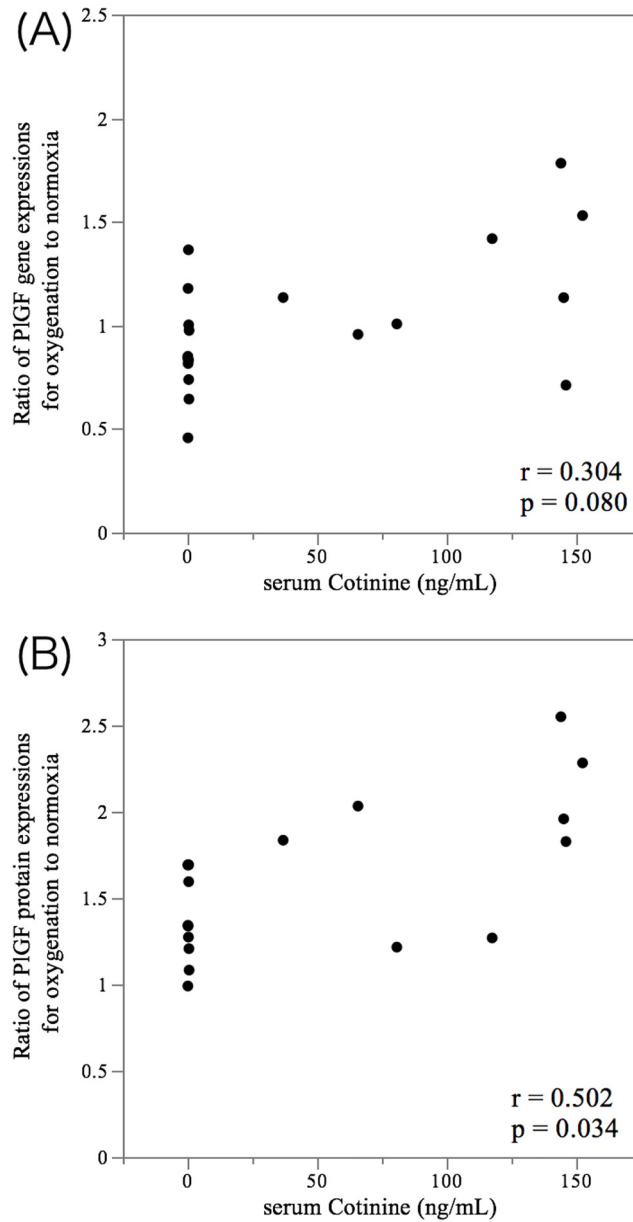 (A)
Ratio of PlGF gene expressions
for oxygenation to normoxia
2.5
2
1.5
1
0.5
0
r = 0.304
p = 0.080
0
50
100
150
serum Cotinine (ng/mL)
(B)
Ratio of PlGF protain expressions
for oxygenation to normoxia
3
2.5
2
1.5
1
0.5
0
r = 0.502
p = 0.034
0
50
100
150
serum Cotinine (ng/mL)